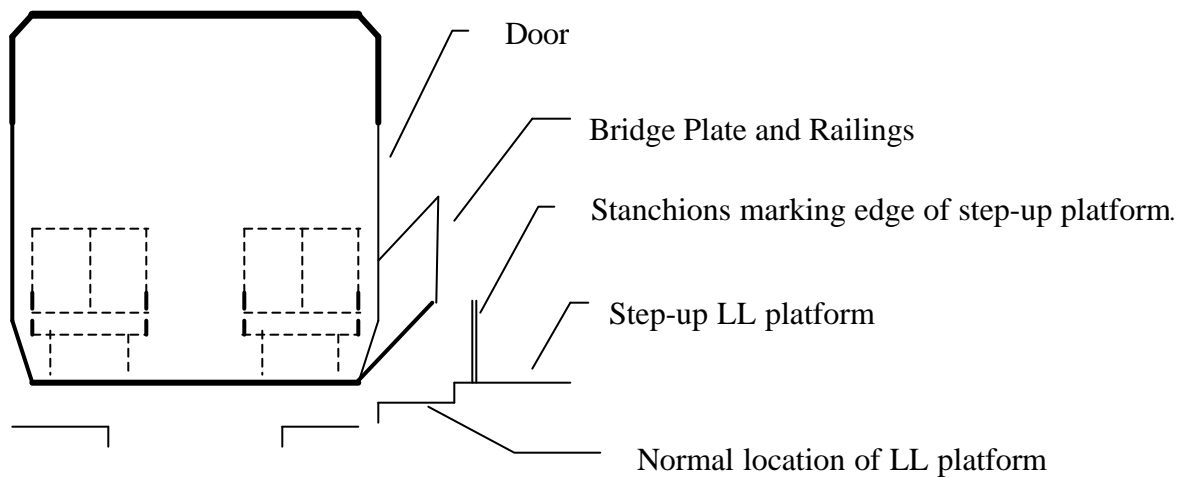 Door
Bridge Plate and Railings
Stanchions marking edge of step-up platform.
Step-up LL platform
Normal location of LL platform